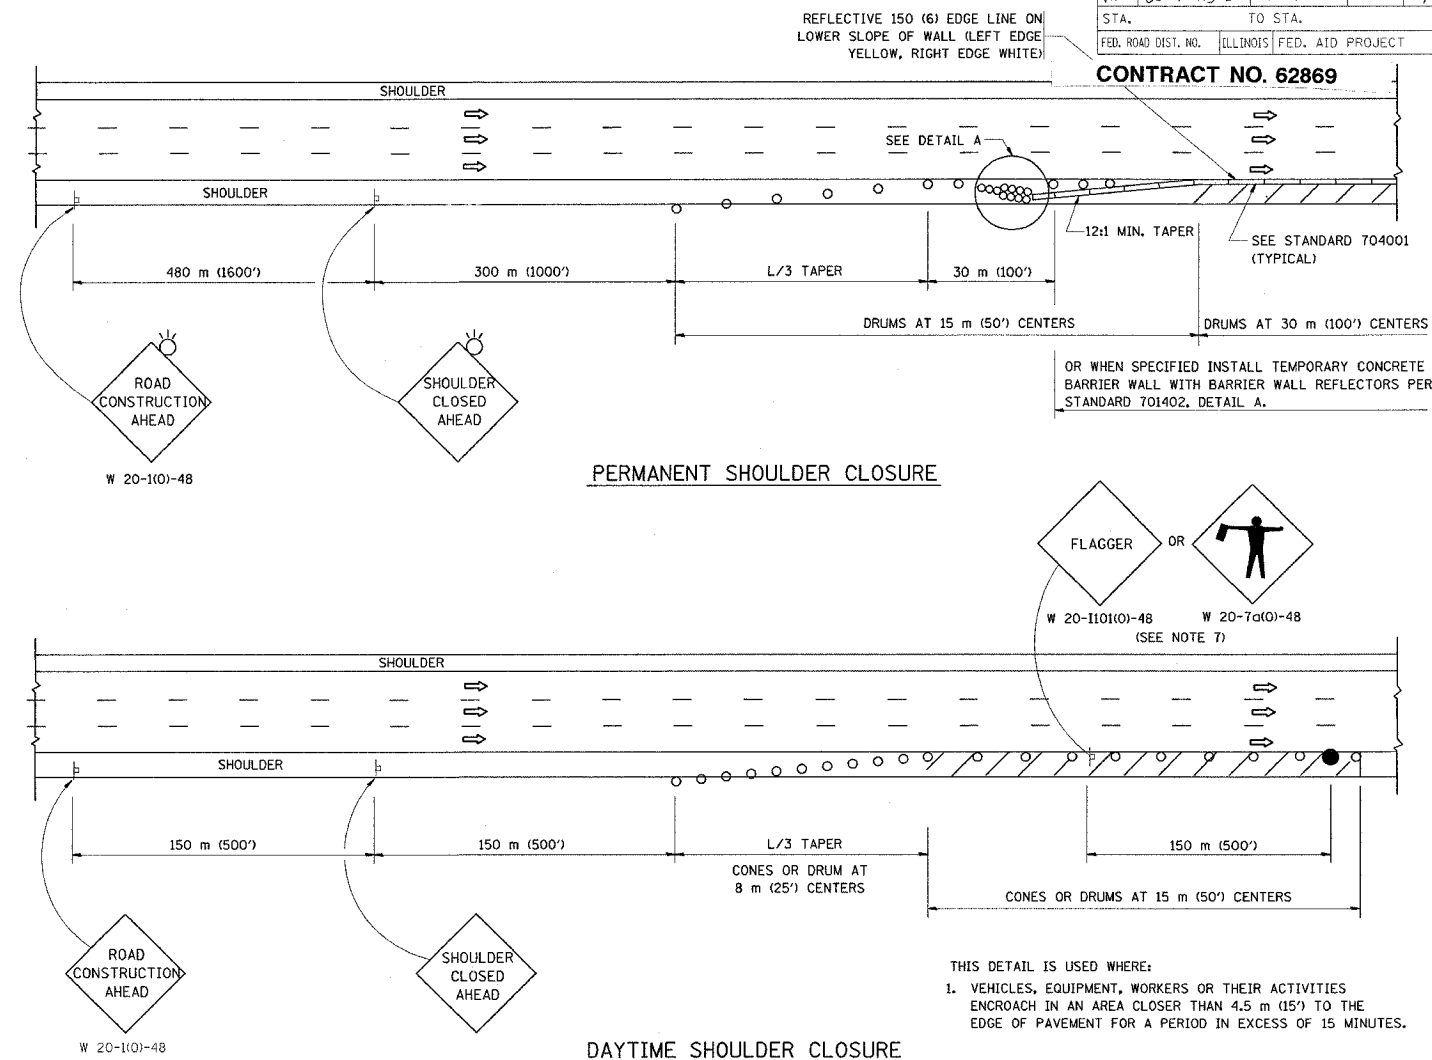 REFLECTIVE 150 (6) EDGE LINE ON
LOWER SLOPE OF WALL (LEFT EDGE
YELLOW, RIGHT EDGE WHITE)
STA. TO STA.
FED. ROAD DIST. NO. ILLINOIS FED. AID PROJECT
CONTRACT NO. 62869
SHOULDER
SEE DETAIL A
SHOULDER
12:1 MIN. TAPER
SEE STANDARD 704001
(TYPICAL)
480 m (1600')
300 m (1000')
L/3 TAPER
30 m (100')
DRUMS AT 15 m (50') CENTERS
DRUMS AT 30 m (100') CENTERS
OR WHEN SPECIFIED INSTALL TEMPORARY CONCRETE
BARRIER WALL WITH BARRIER WALL REFLECTORS PER
STANDARD 701402, DETAIL A.
ROAD
CONSTRUCTION
AHEAD
W 20-1(O)-48
SHOULDER
CLOSED
AHEAD
PERMANENT SHOULDER CLOSURE
FLAGGER
OR
W 20-I101(O)-48
W 20-7a(O)-48
(SEE NOTE 7)
SHOULDER
SHOULDER
150 m (500')
150 m (500')
L/3 TAPER
150 m (500')
CONES OR DRUM AT
8 m (25') CENTERS
CONES OR DRUMS AT 15 m (50') CENTERS
ROAD
CONSTRUCTION
AHEAD
W 20-1(O)-48
SHOULDER
CLOSED
AHEAD
THIS DETAIL IS USED WHERE:
1. VEHICLES, EQUIPMENT, WORKERS OR THEIR ACTIVITIES
ENCROACH IN AN AREA CLOSER THAN 4.5 m (15') TO THE
EDGE OF PAVEMENT FOR A PERIOD IN EXCESS OF 15 MINUTES.
DAYTIME SHOULDER CLOSURE